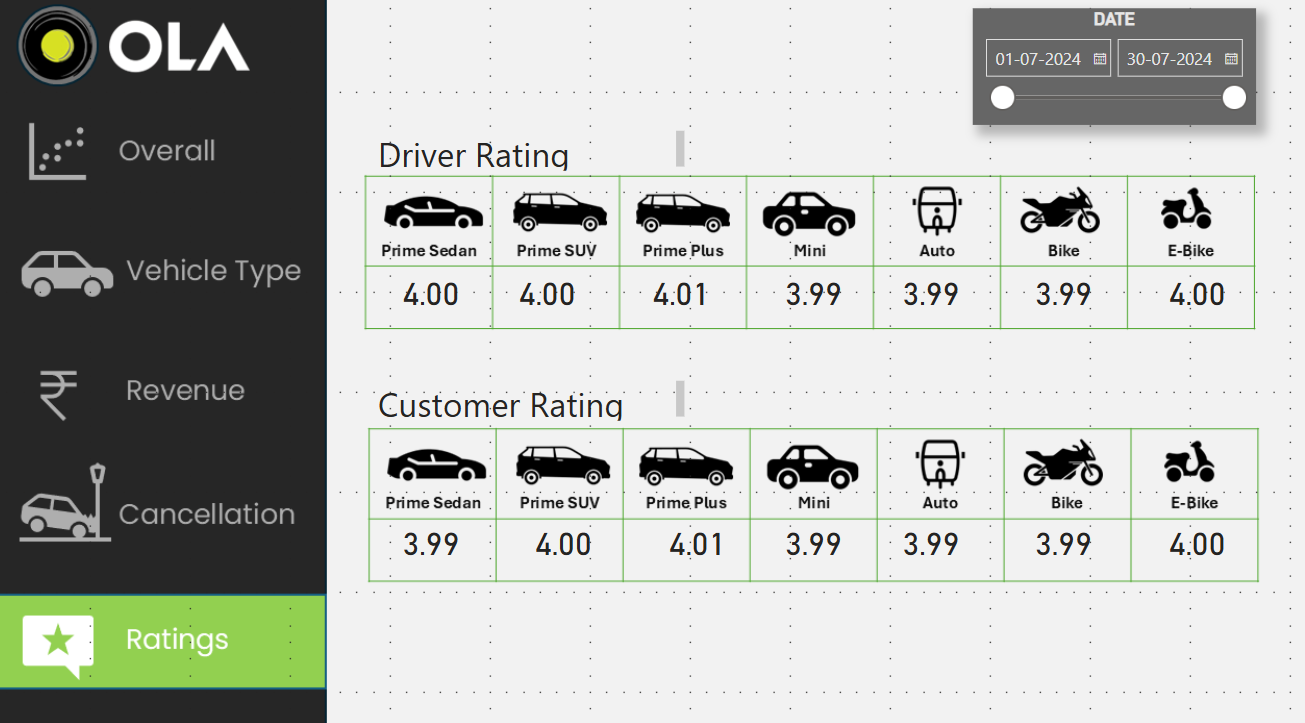 OLA
DATE
01-07-2024 30-07-2024
Overall
Vehicle Type
Revenue
Cancellation
Ratings
Driver Rating
Prime Sedan Prime SUV Prime Plus Mini Auto Bike E-Bike
4.00 4.00 4.01 3.99 3.99 3.99 4.00
Customer Rating
Prime Sedan Prime SUV Prime Plus Mini Auto Bike E-Bike
3.99 4.00 4.01 3.99 3.99 3.99 4.00